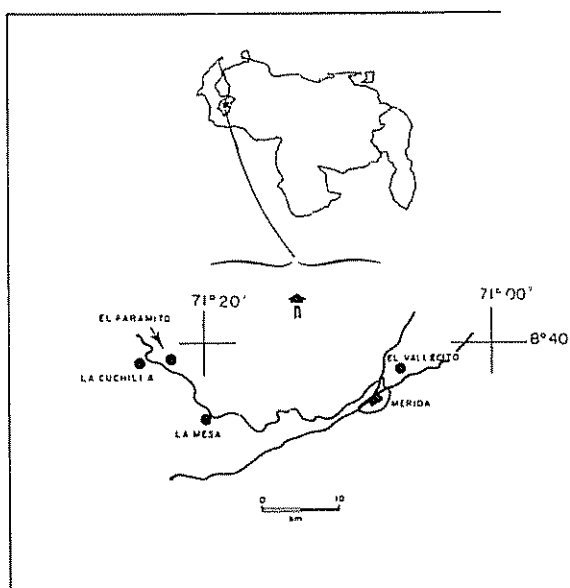 71° 20'
71° 00'
n
EL PARAMITO
8° 40
EL VALLECITO
LA CUCHILLA
MERIDA
LA MESA
0 10
km